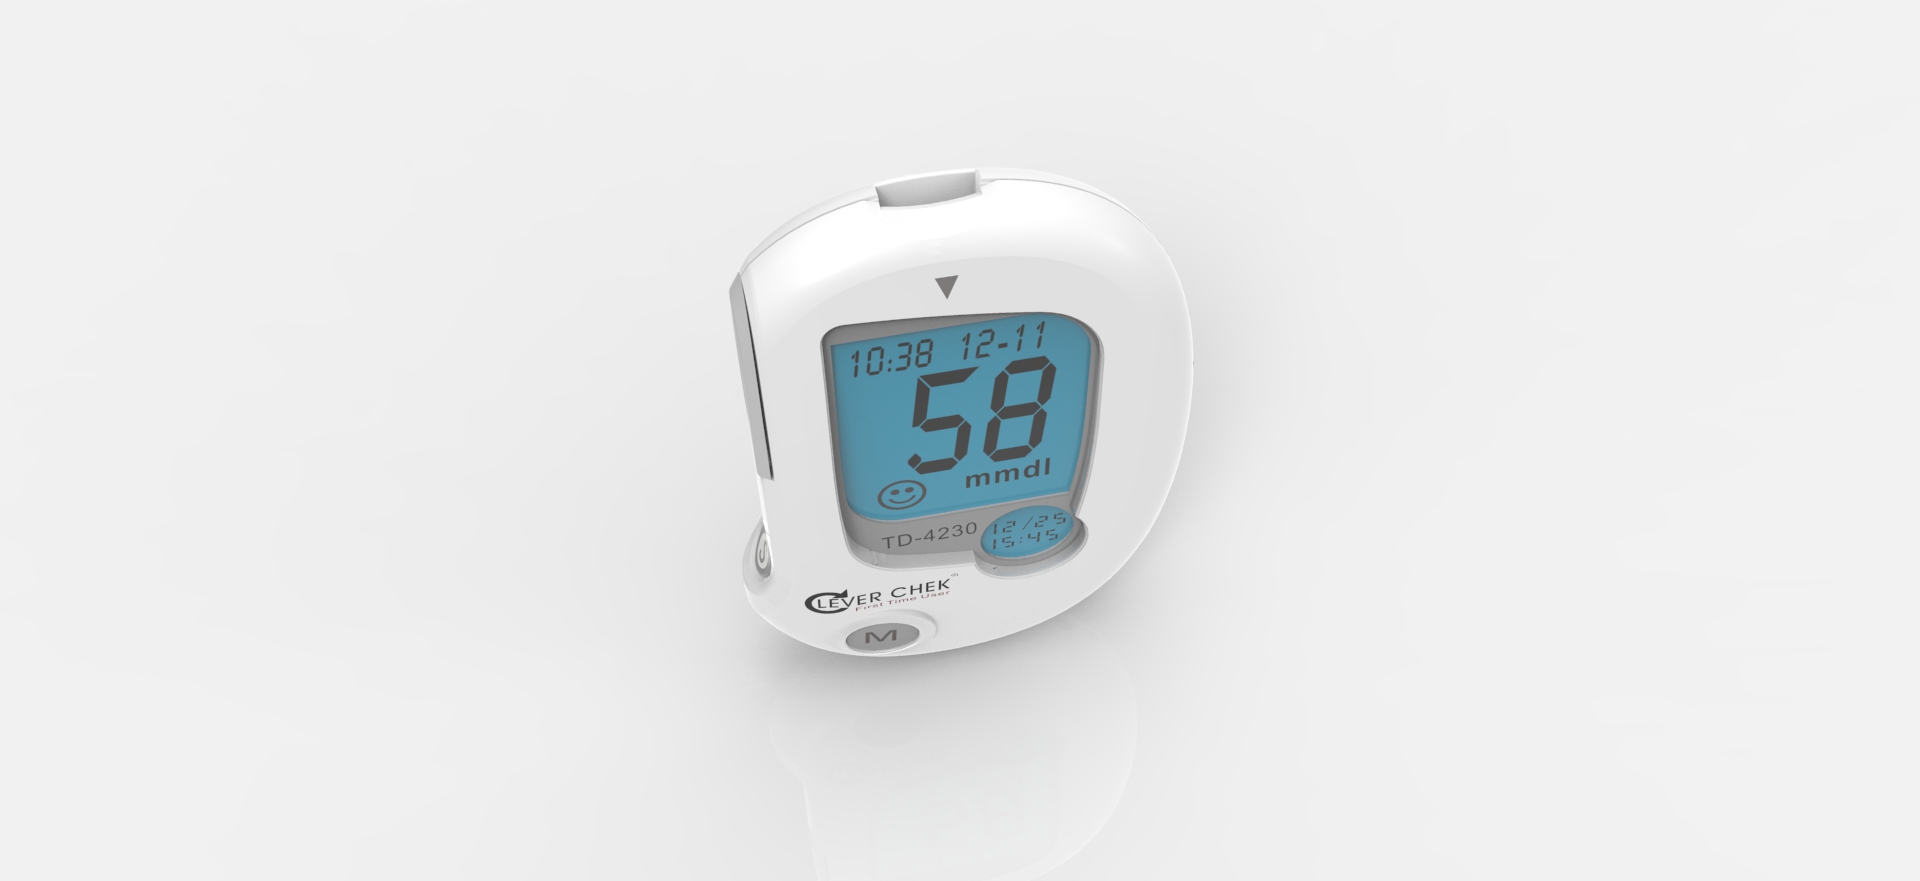 10:38 12-11
58
mmdl
TD-4230
12/25
15:45
CLEVER CHEK
First Time User
M